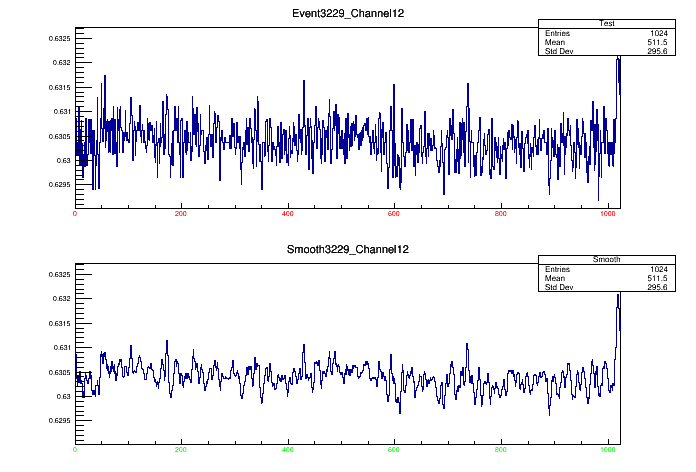 Event3229_Channel12
Test
Entries 1024
Mean 511.5
Std Dev 295.6
0.6325
0.632
0.6315
0.631
0.6305
0.63
0.6295
0 200 400 600 800 1000
Smooth3229_Channel12
Smooth
Entries 1024
Mean 511.5
Std Dev 295.6
0.6325
0.632
0.6315
0.631
0.6305
0.63
0.6295
0 200 400 600 800 1000